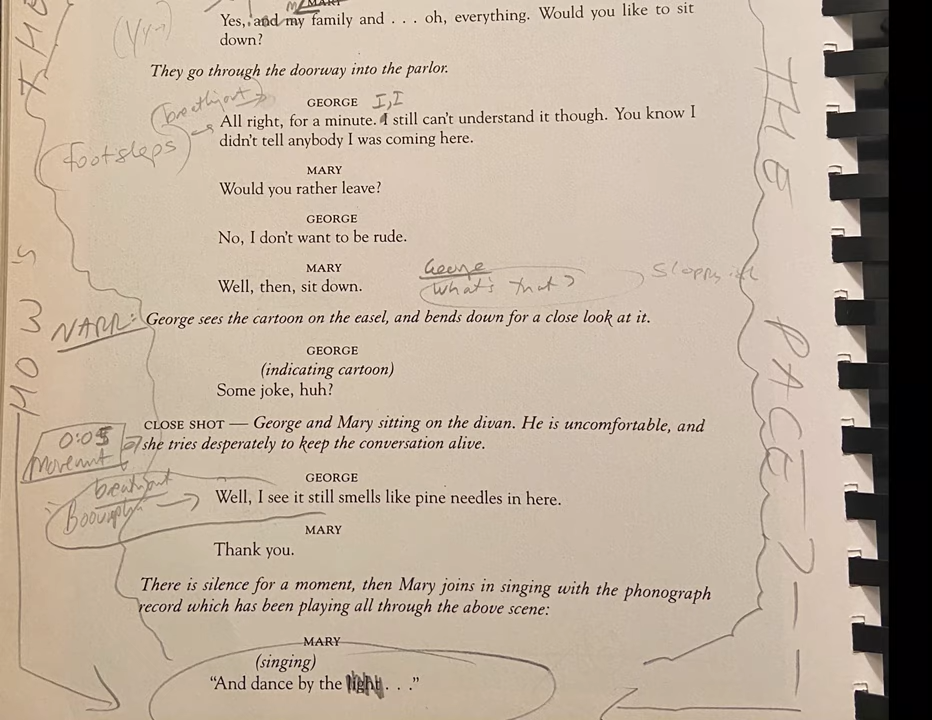 MARY
Yes, and my family and . . . oh, everything. Would you like to sit
down?
They go through the doorway into the parlor.
breathy out
GEORGE I, I
All right, for a minute. I still can't understand it though. You know I
didn't tell anybody I was coming here.
footsteps
MARY
Would you rather leave?
GEORGE
No, I don't want to be rude.
MARY
Well, then, sit down.
George
What's that?
NARR:
George sees the cartoon on the easel, and bends down for a close look at it.
GEORGE
(indicating cartoon)
Some joke, huh?
CLOSE SHOT — George and Mary sitting on the divan. He is uncomfortable, and
she tries desperately to keep the conversation alive.
0:05
Movement
GEORGE
Well, I see it still smells like pine needles in here.
MARY
Thank you.
There is silence for a moment, then Mary joins in singing with the phonograph
record which has been playing all through the above scene:
MARY
(singing)
"And dance by the light . . ."
HOW IS
THE PACE?